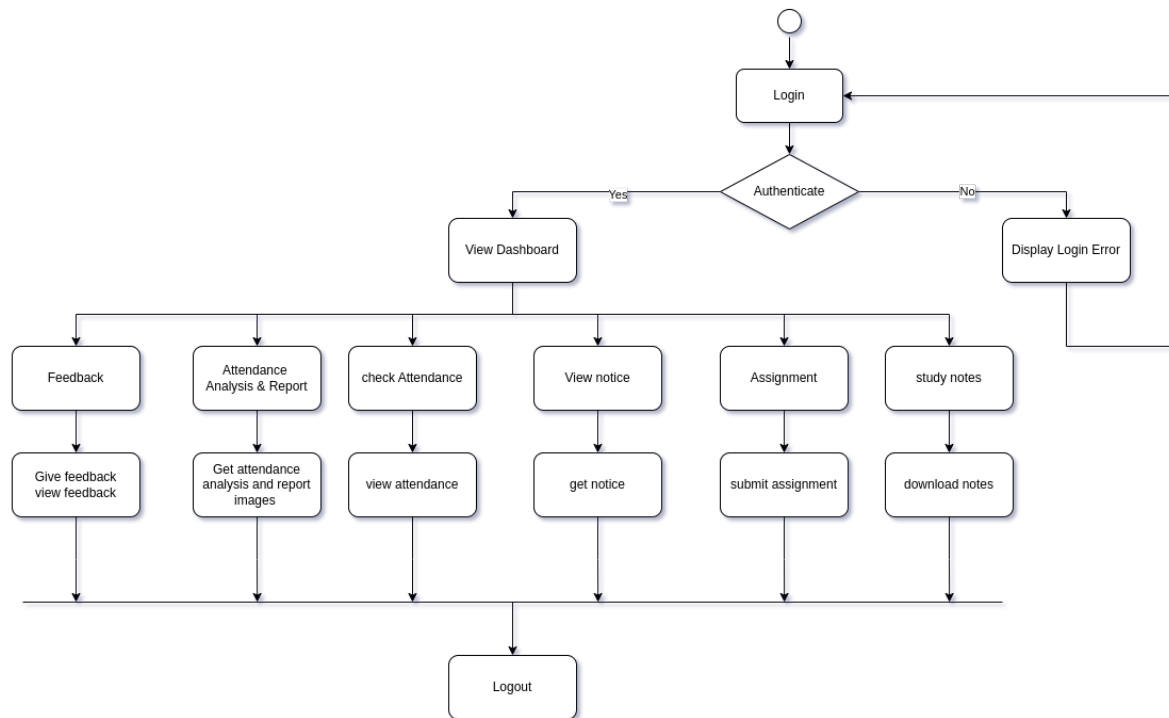 Login
Authenticate
Yes
No
View Dashboard
Display Login Error
Feedback
Attendance
Analysis & Report
check Attendance
View notice
Assignment
study notes
Give feedback
view feedback
Get attendance
analysis and report
images
view attendance
get notice
submit assignment
download notes
Logout